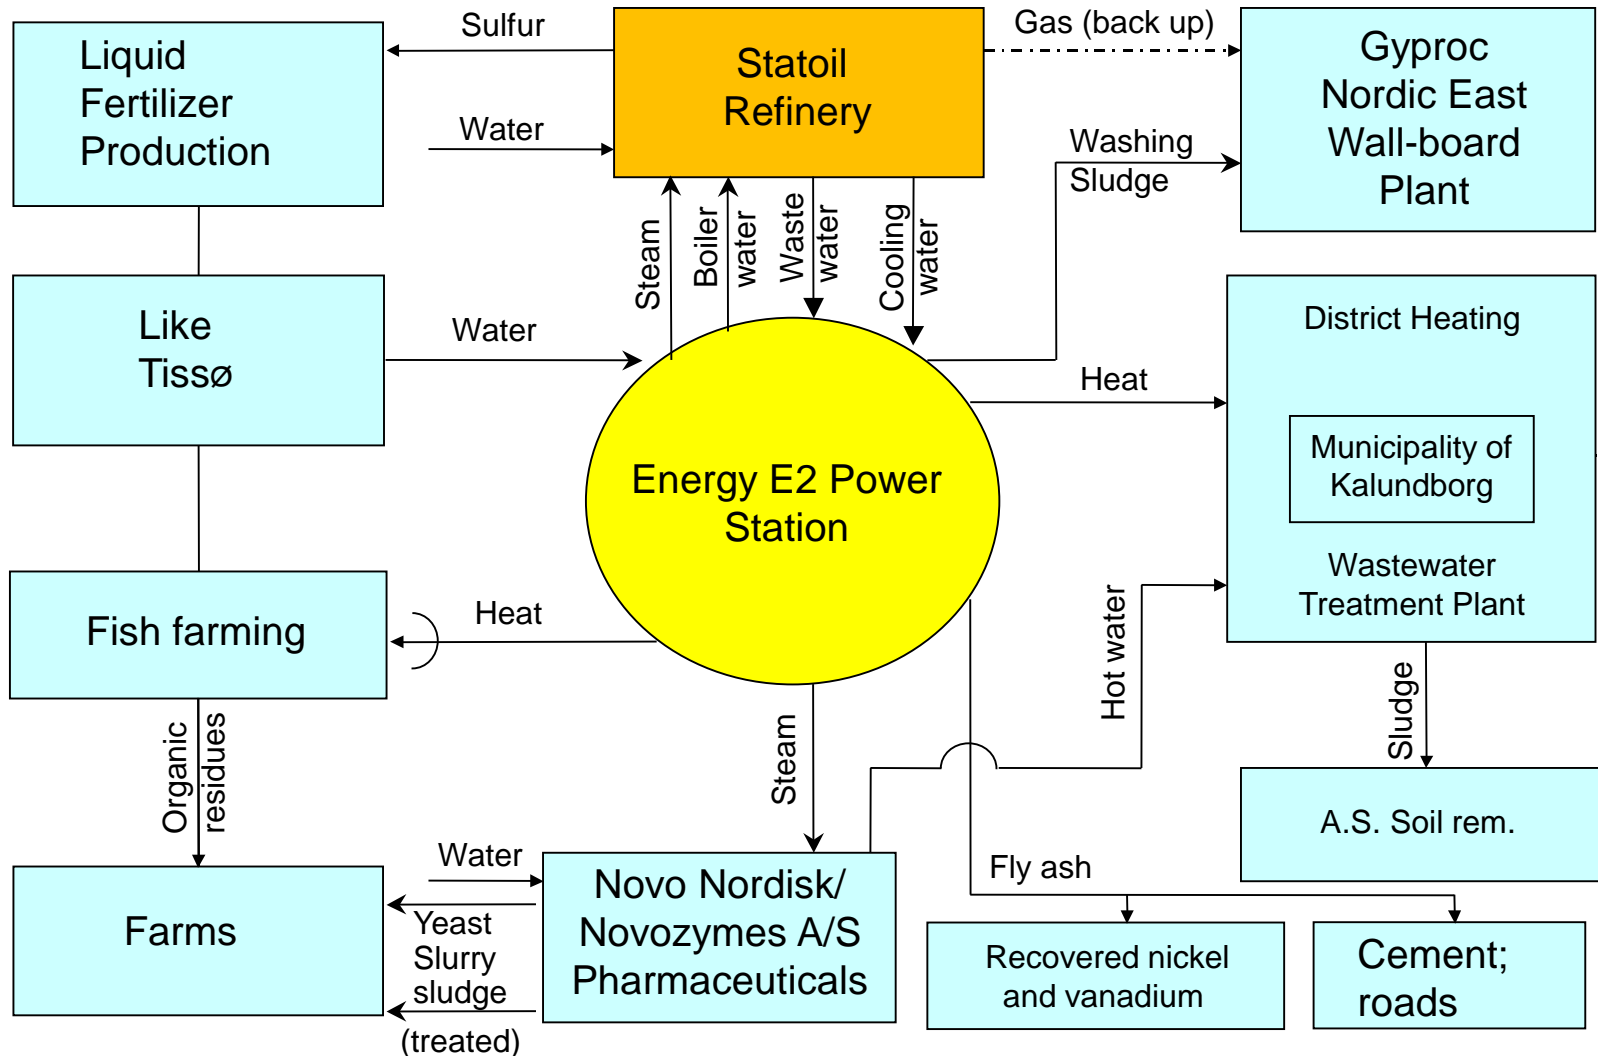 Liquid
Fertilizer
Production
Sulfur
Statoil
Refinery
Gas (back up)
Gyproc
Nordic East
Wall-board
Plant
Water
Washing
Sludge
Steam
Boiler
water
Waste
water
Cooling
water
Like
Tissø
Water
District Heating
Heat
Municipality of
Kalundborg
Energy E2 Power
Station
Wastewater
Treatment Plant
Fish farming
Heat
Hot water
Sludge
Organic
residues
Steam
A.S. Soil rem.
Water
Farms
Yeast
Slurry
sludge
(treated)
Novo Nordisk/
Novozymes A/S
Pharmaceuticals
Fly ash
Recovered nickel
and vanadium
Cement;
roads